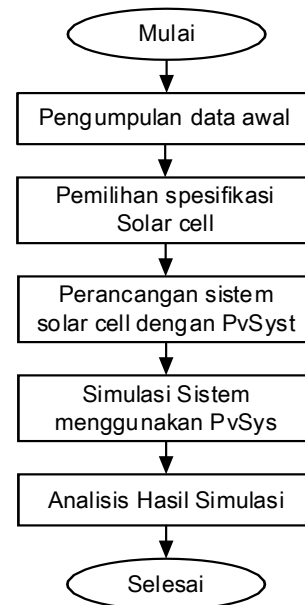 Mulai
Pengumpulan data awal
Pemilihan spesifikasi
Solar cell
Perancangan sistem
solar cell dengan PvSyst
Simulasi Sistem
menggunakan PvSys
Analisis Hasil Simulasi
Selesai